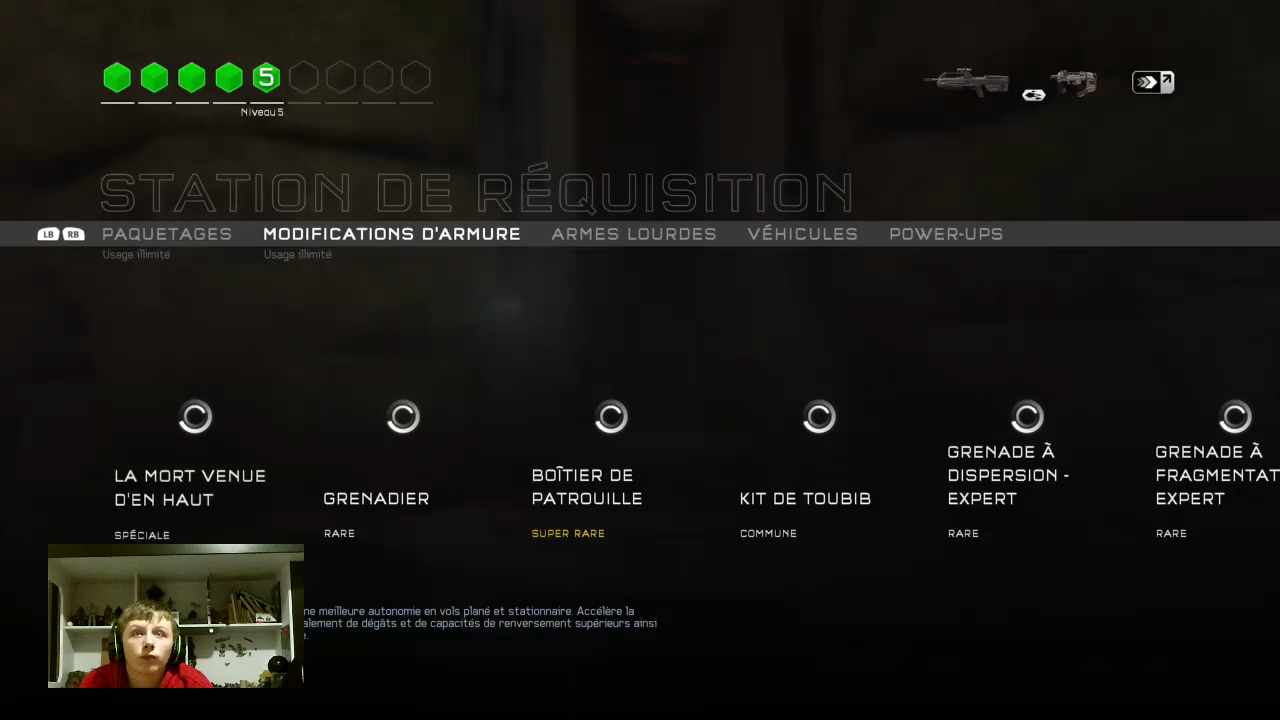 5
Niveau 5
STATION DE RÉQUISITION
LB RB PAQUETAGES MODIFICATIONS D'ARMURE ARMES LOURDES VÉHICULES POWER-UPS
Usage illimité Usage illimité
LA MORT VENUE
D'EN HAUT
SPÉCIALE
GRENADIER
RARE
BOÎTIER DE
PATROUILLE
SUPER RARE
KIT DE TOUBIB
COMMUNE
GRENADE À
DISPERSION -
EXPERT
RARE
GRENADE À
FRAGMENTAT
EXPERT
RARE
ne meilleure autonomie en vols plané et stationnaire. Accélère la
alement de dégâts et de capacités de renversement supérieurs ainsi